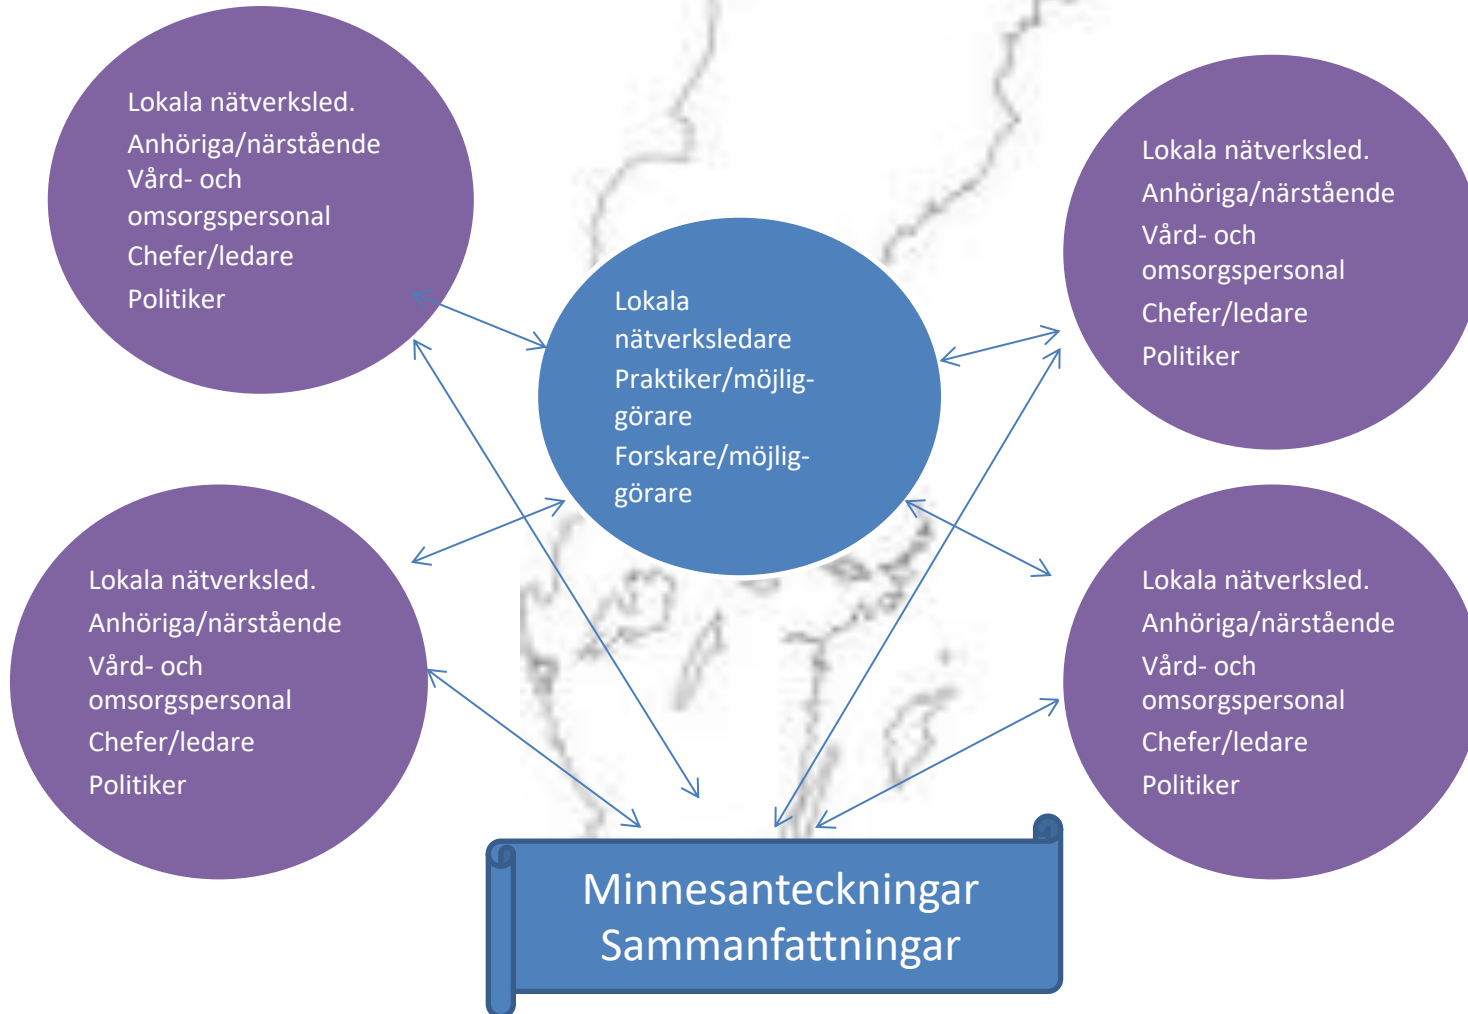 Lokala nätverksled.
Anhöriga/närstående
Vård- och
omsorgspersonal
Chefer/ledare
Politiker
Lokala
nätverksledare
Praktiker/möjlig-
görare
Forskare/möjlig-
görare
Lokala nätverksled.
Anhöriga/närstående
Vård- och
omsorgspersonal
Chefer/ledare
Politiker
Lokala nätverksled.
Anhöriga/närstående
Vård- och
omsorgspersonal
Chefer/ledare
Politiker
Lokala nätverksled.
Anhöriga/närstående
Vård- och
omsorgspersonal
Chefer/ledare
Politiker
Minnesanteckningar
Sammanfattningar